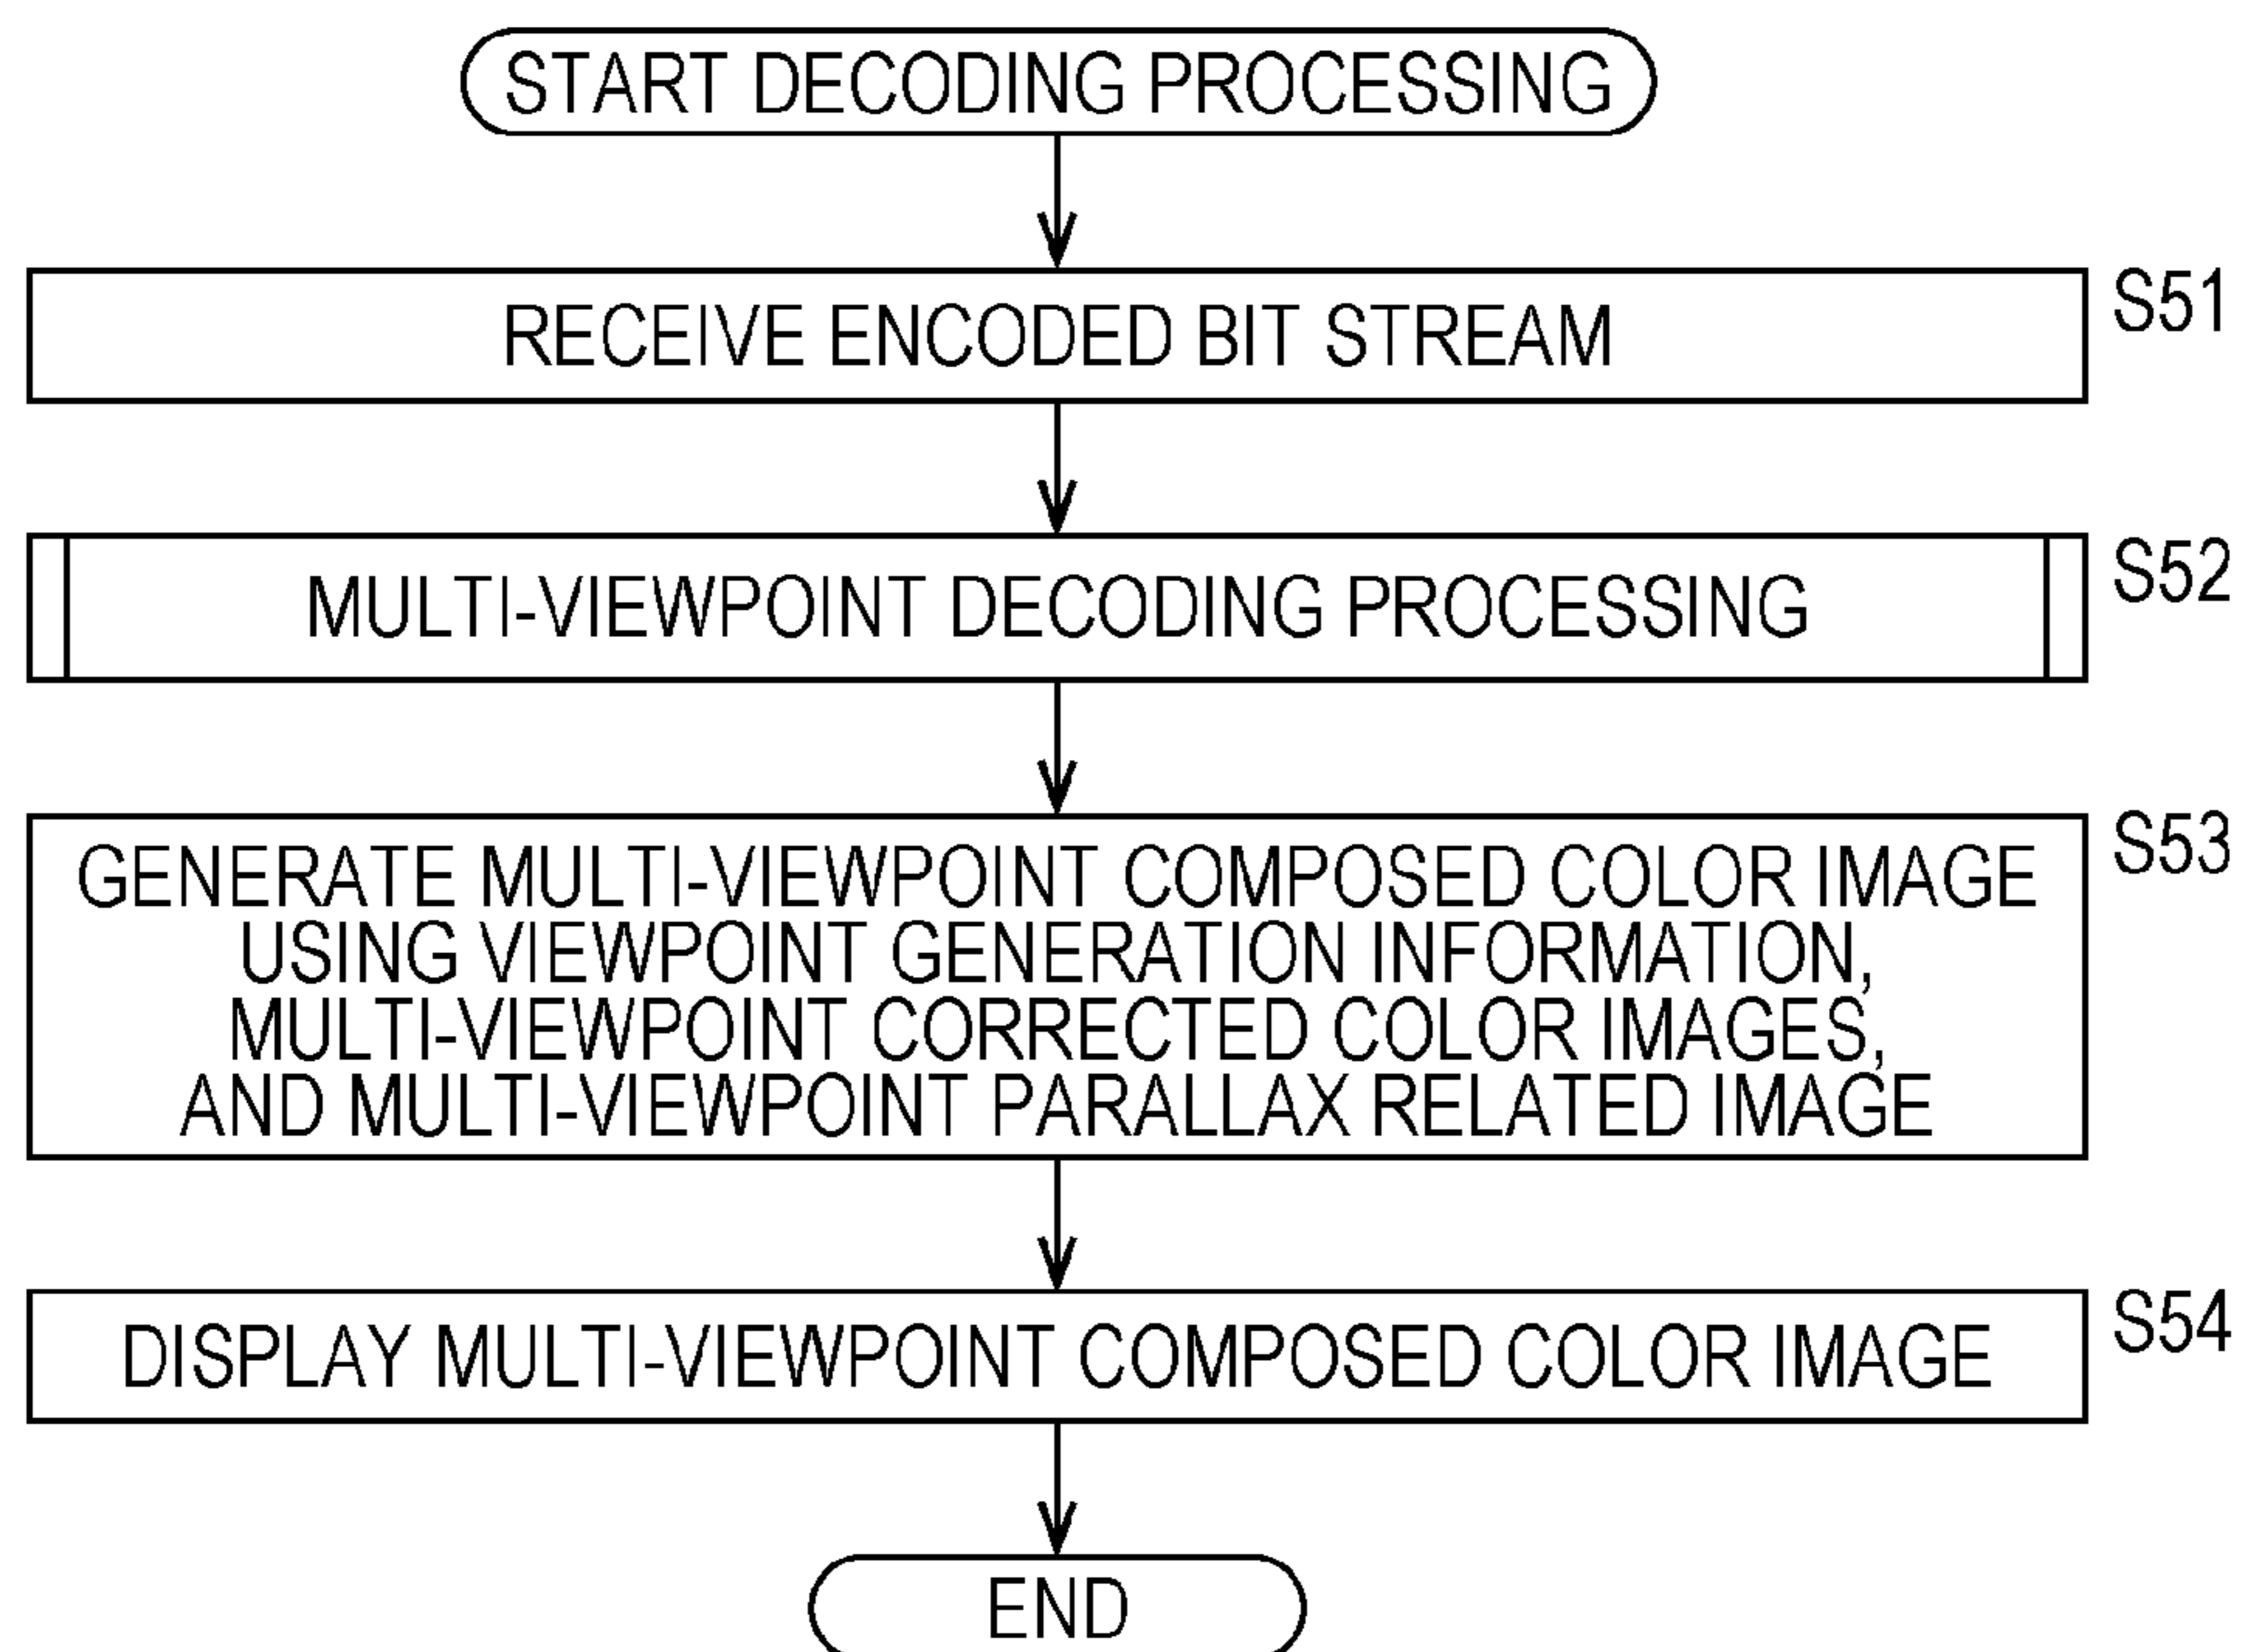 START DECODING PROCESSING
RECEIVE ENCODED BIT STREAM
S51
MULTI-VIEWPOINT DECODING PROCESSING
S52
GENERATE MULTI-VIEWPOINT COMPOSED COLOR IMAGE
S53
USING VIEWPOINT GENERATION INFORMATION,
MULTI-VIEWPOINT CORRECTED COLOR IMAGES,
AND MULTI-VIEWPOINT PARALLAX RELATED IMAGE
DISPLAY MULTI-VIEWPOINT COMPOSED COLOR IMAGE
S54
END